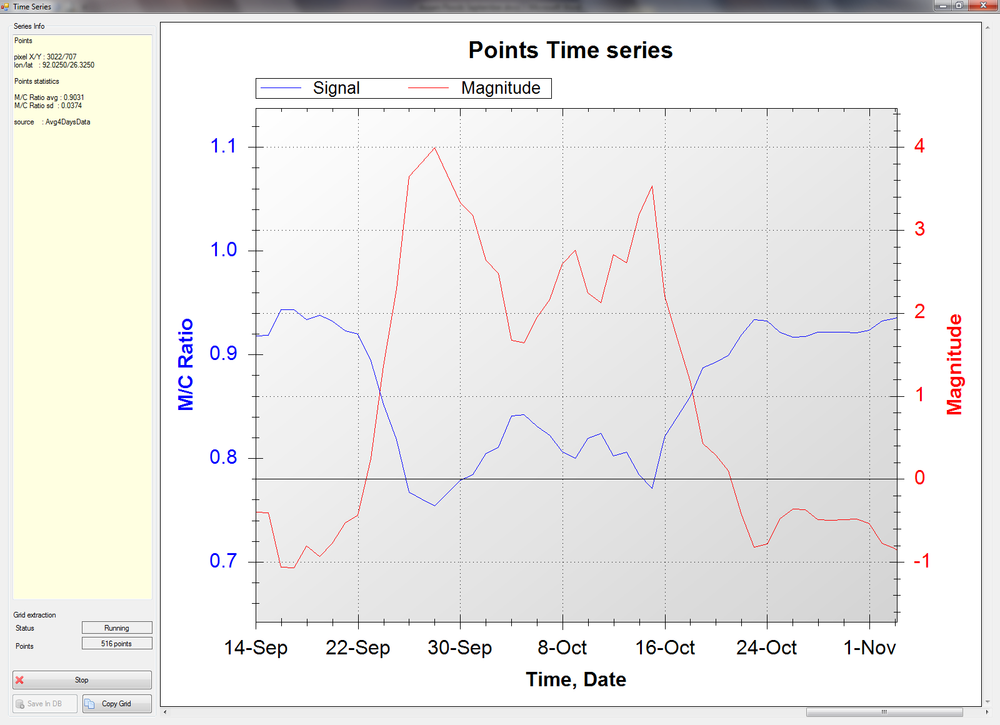 Time Series
Series Info
Points
pixel X/Y : 3022/707
lon/lat : 92.0250/26.3250
Points statistics
M/C Ratio avg : 0.9031
M/C Ratio sd : 0.0374
source : Avg4DaysData
Grid extraction
Status Running
Points 516 points
Stop
Save In DB Copy Grid
Points Time series
Signal Magnitude
1.1
1.0
0.9
0.8
0.7
M/C Ratio
4
3
2
1
0
-1
Magnitude
14-Sep 22-Sep 30-Sep 8-Oct 16-Oct 24-Oct 1-Nov
Time, Date